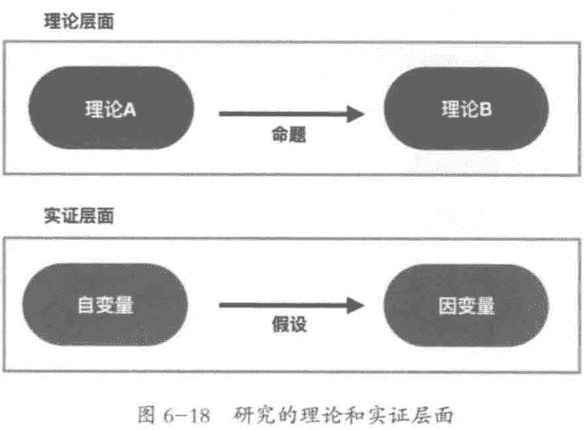 理论层面
理论A
命题
理论B
实证层面
自变量
假设
因变量
图 6-18 研究的理论和实证层面